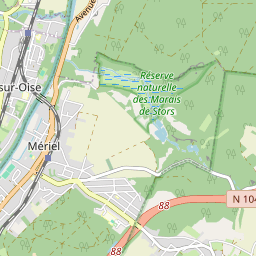 Avenue
Réserve
naturelle
des Marais
de Stors
sur-Oise
Mériel
88
N 104
88